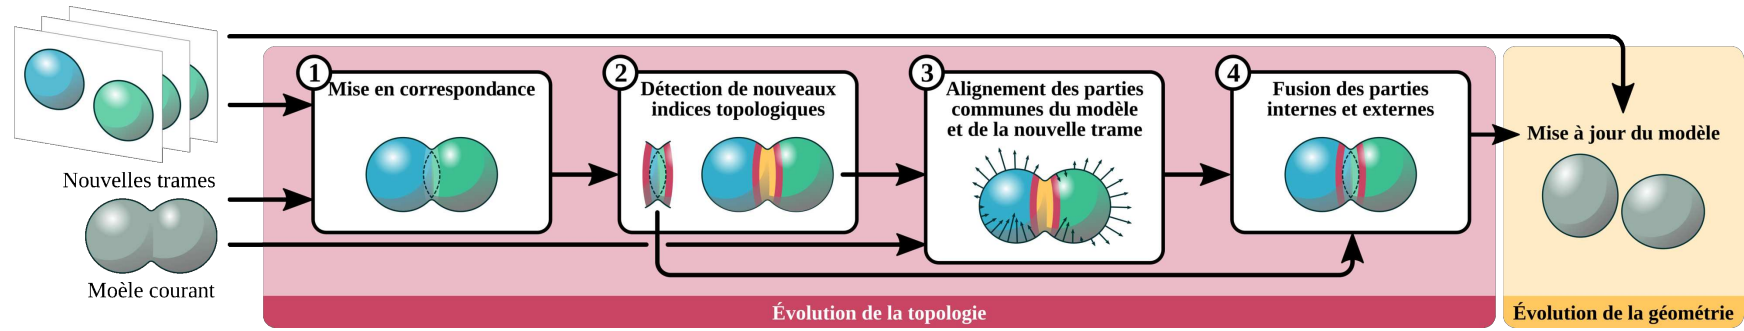 Nouvelles trames
Moèle courant
1
Mise en correspondance
2
Détection de nouveaux
indices topologiques
3
Alignement des parties
communes du modèle
et de la nouvelle trame
4
Fusion des parties
internes et externes
Évolution de la topologie
Mise à jour du modèle
Évolution de la géométrie